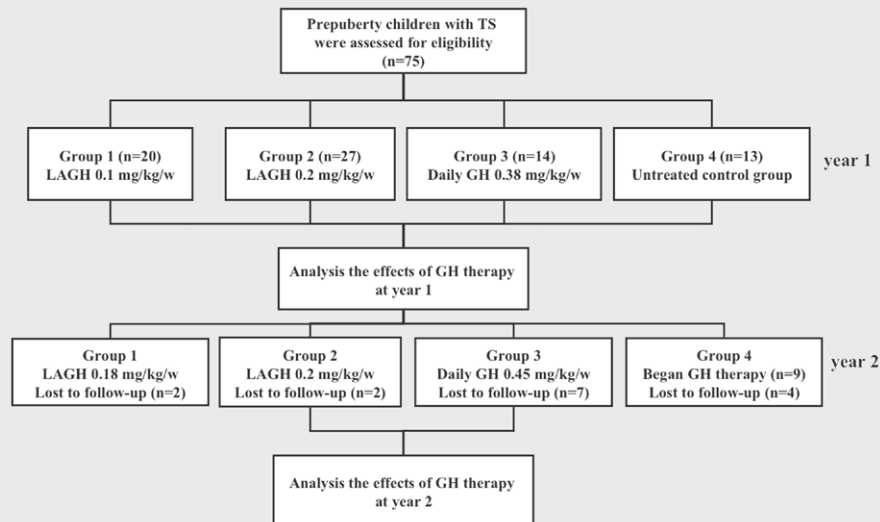 Prepuberty children with TS
were assessed for eligibility
(n=75)
Group 1 (n=20)
LAGH 0.1 mg/kg/w
Group 2 (n=27)
LAGH 0.2 mg/kg/w
Group 3 (n=14)
Daily GH 0.38 mg/kg/w
Group 4 (n=13)
Untreated control group
year 1
Analysis the effects of GH therapy
at year 1
Group 1
LAGH 0.18 mg/kg/w
Lost to follow-up (n=2)
Group 2
LAGH 0.2 mg/kg/w
Lost to follow-up (n=2)
Group 3
Daily GH 0.45 mg/kg/w
Lost to follow-up (n=7)
Group 4
Began GH therapy (n=9)
Lost to follow-up (n=4)
year 2
Analysis the effects of GH therapy
at year 2